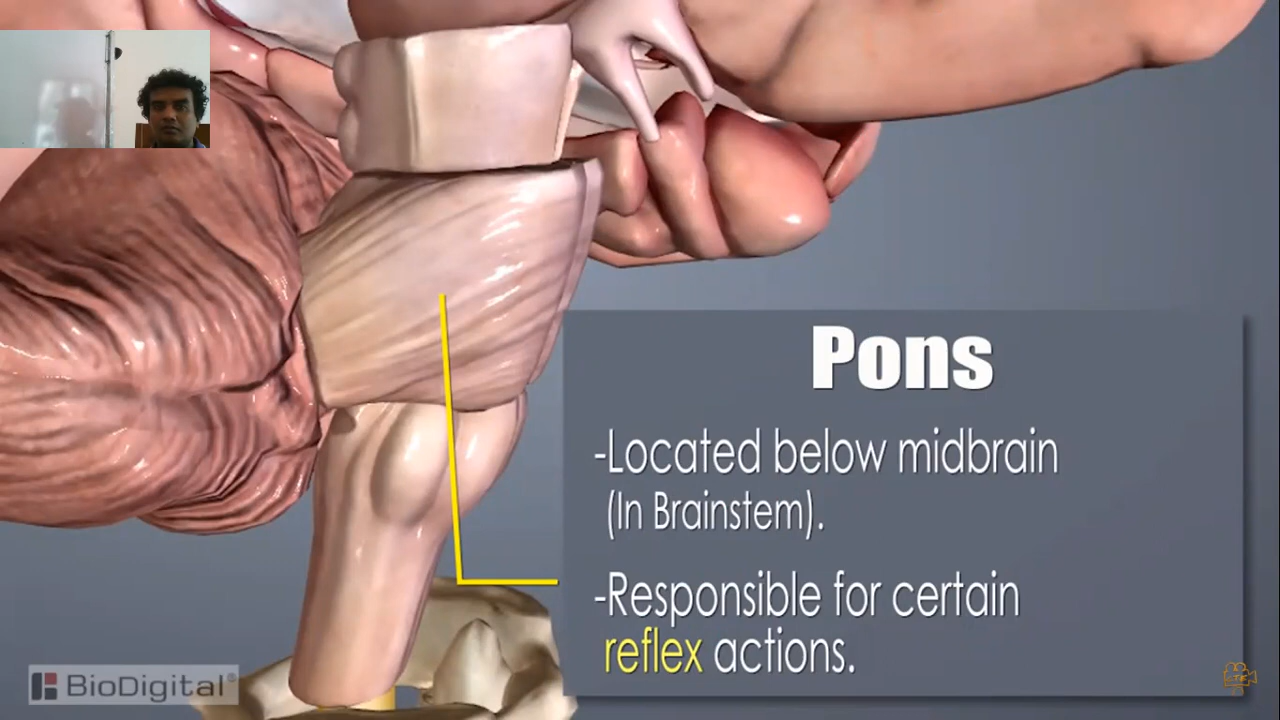 Pons
-Located below midbrain
(In Brainstem).
-Responsible for certain
reflex actions.
BioDigital®